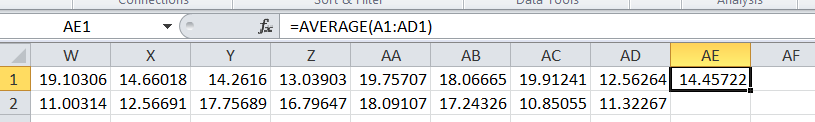 Connections Sort & Filter Data Tools Analysis
AE1 fx =AVERAGE(A1:AD1)
W X Y Z AA AB AC AD AE AF
1 19.10306 14.66018 14.2616 13.03903 19.75707 18.06665 19.91241 12.56264 14.45722
2 11.00314 12.56691 17.75689 16.79647 18.09107 17.24326 10.85055 11.32267